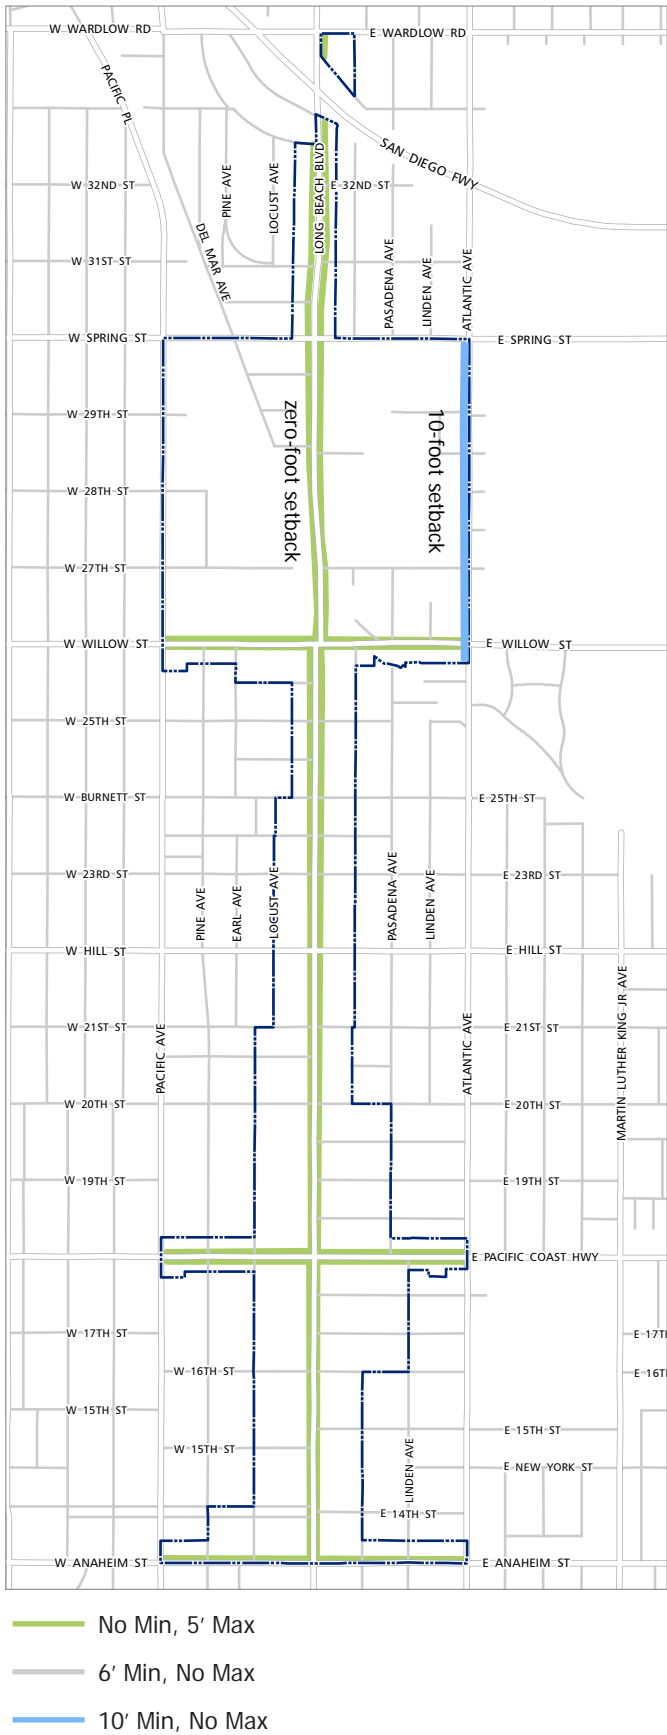 W WARDLOW RD
E WARDLOW RD
PACIFIC PL
SAN DIEGO FWY
W 32ND ST
PINE AVE
LOCUST AVE
LONG BEACH BLVD
E 32ND ST
W 31ST ST
DEL MAR AVE
PASADENA AVE
LINDEN AVE
ATLANTIC AVE
W SPRING ST
E SPRING ST
W 29TH ST
zero-foot setback
10-foot setback
W 28TH ST
W 27TH ST
W WILLOW ST
E WILLOW ST
W 25TH ST
W BURNETT ST
E 25TH ST
W 23RD ST
E 23RD ST
PINE AVE
EARL AVE
LOCUST AVE
PASADENA AVE
LINDEN AVE
W HILL ST
E HILL ST
MARTIN LUTHER KING JR AVE
W 21ST ST
E 21ST ST
PACIFIC AVE
ATLANTIC AVE
W 20TH ST
E 20TH ST
W 19TH ST
E 19TH ST
E PACIFIC COAST HWY
W 17TH ST
E 17TH
W 16TH ST
E 16TH
W 15TH ST
E 15TH ST
W 15TH ST
LINDEN AVE
E NEW YORK ST
E 14TH ST
W ANAHEIM ST
E ANAHEIM ST
No Min, 5’ Max
6’ Min, No Max
10’ Min, No Max